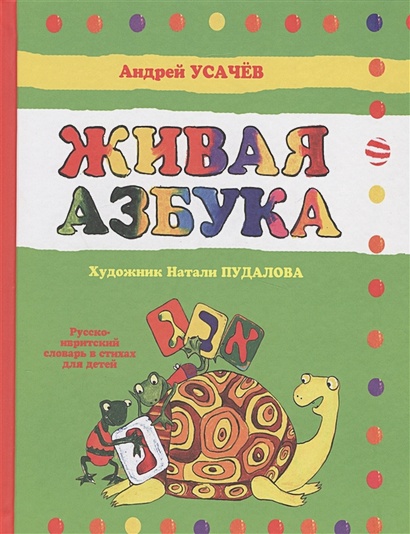 Андрей УСАЧЁВ
ЖИВАЯ
АЗБУКА
Художник Натали ПУДАЛОВА
Русско-
ивритский
словарь в стихах
для детей
א ג